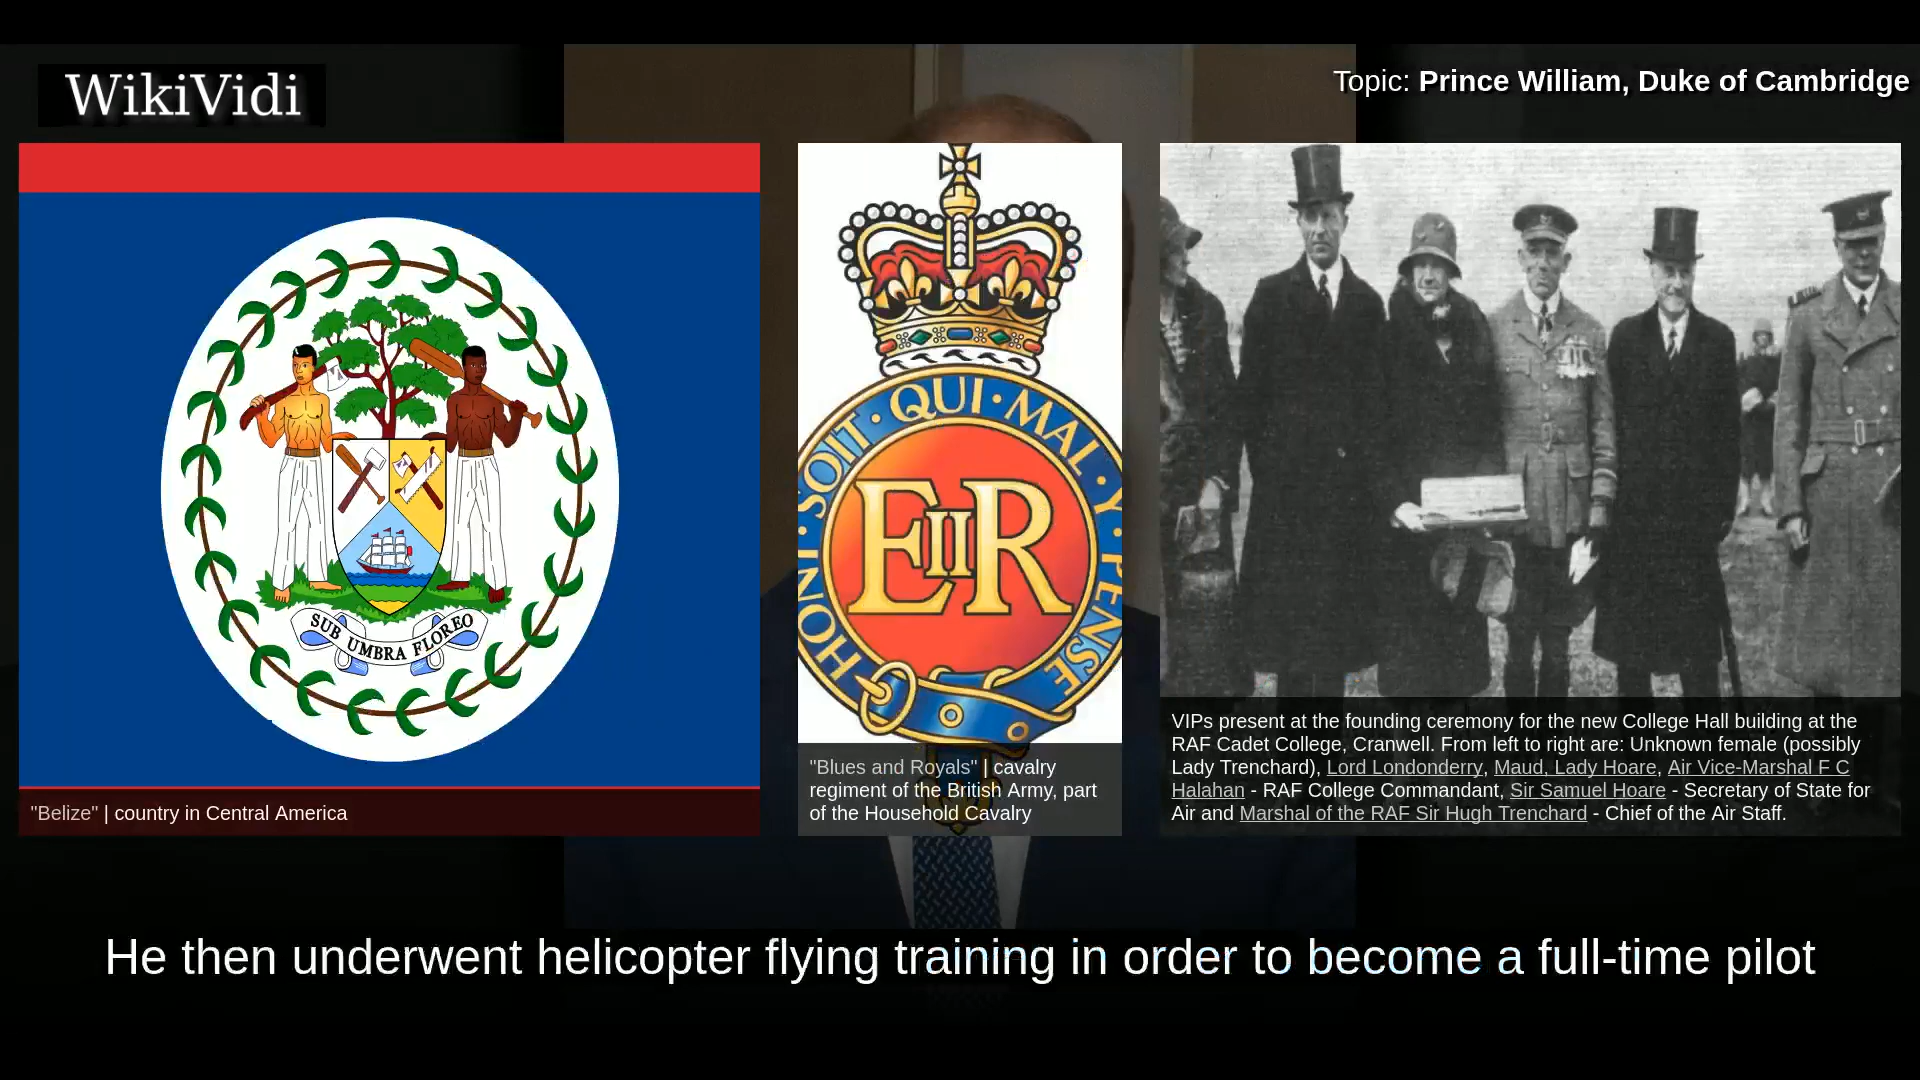 WikiVidi
Topic: Prince William, Duke of Cambridge
SUB UMBRA FLOREO
"Belize" | country in Central America
HONI·SOIT·QUI·MAL·Y·PENSE
EIIR
"Blues and Royals" | cavalry
regiment of the British Army, part
of the Household Cavalry
VIPs present at the founding ceremony for the new College Hall building at the
RAF Cadet College, Cranwell. From left to right are: Unknown female (possibly
Lady Trenchard), Lord Londonderry, Maud, Lady Hoare, Air Vice-Marshal F C
Halahan - RAF College Commandant, Sir Samuel Hoare - Secretary of State for
Air and Marshal of the RAF Sir Hugh Trenchard - Chief of the Air Staff.
He then underwent helicopter flying training in order to become a full-time pilot